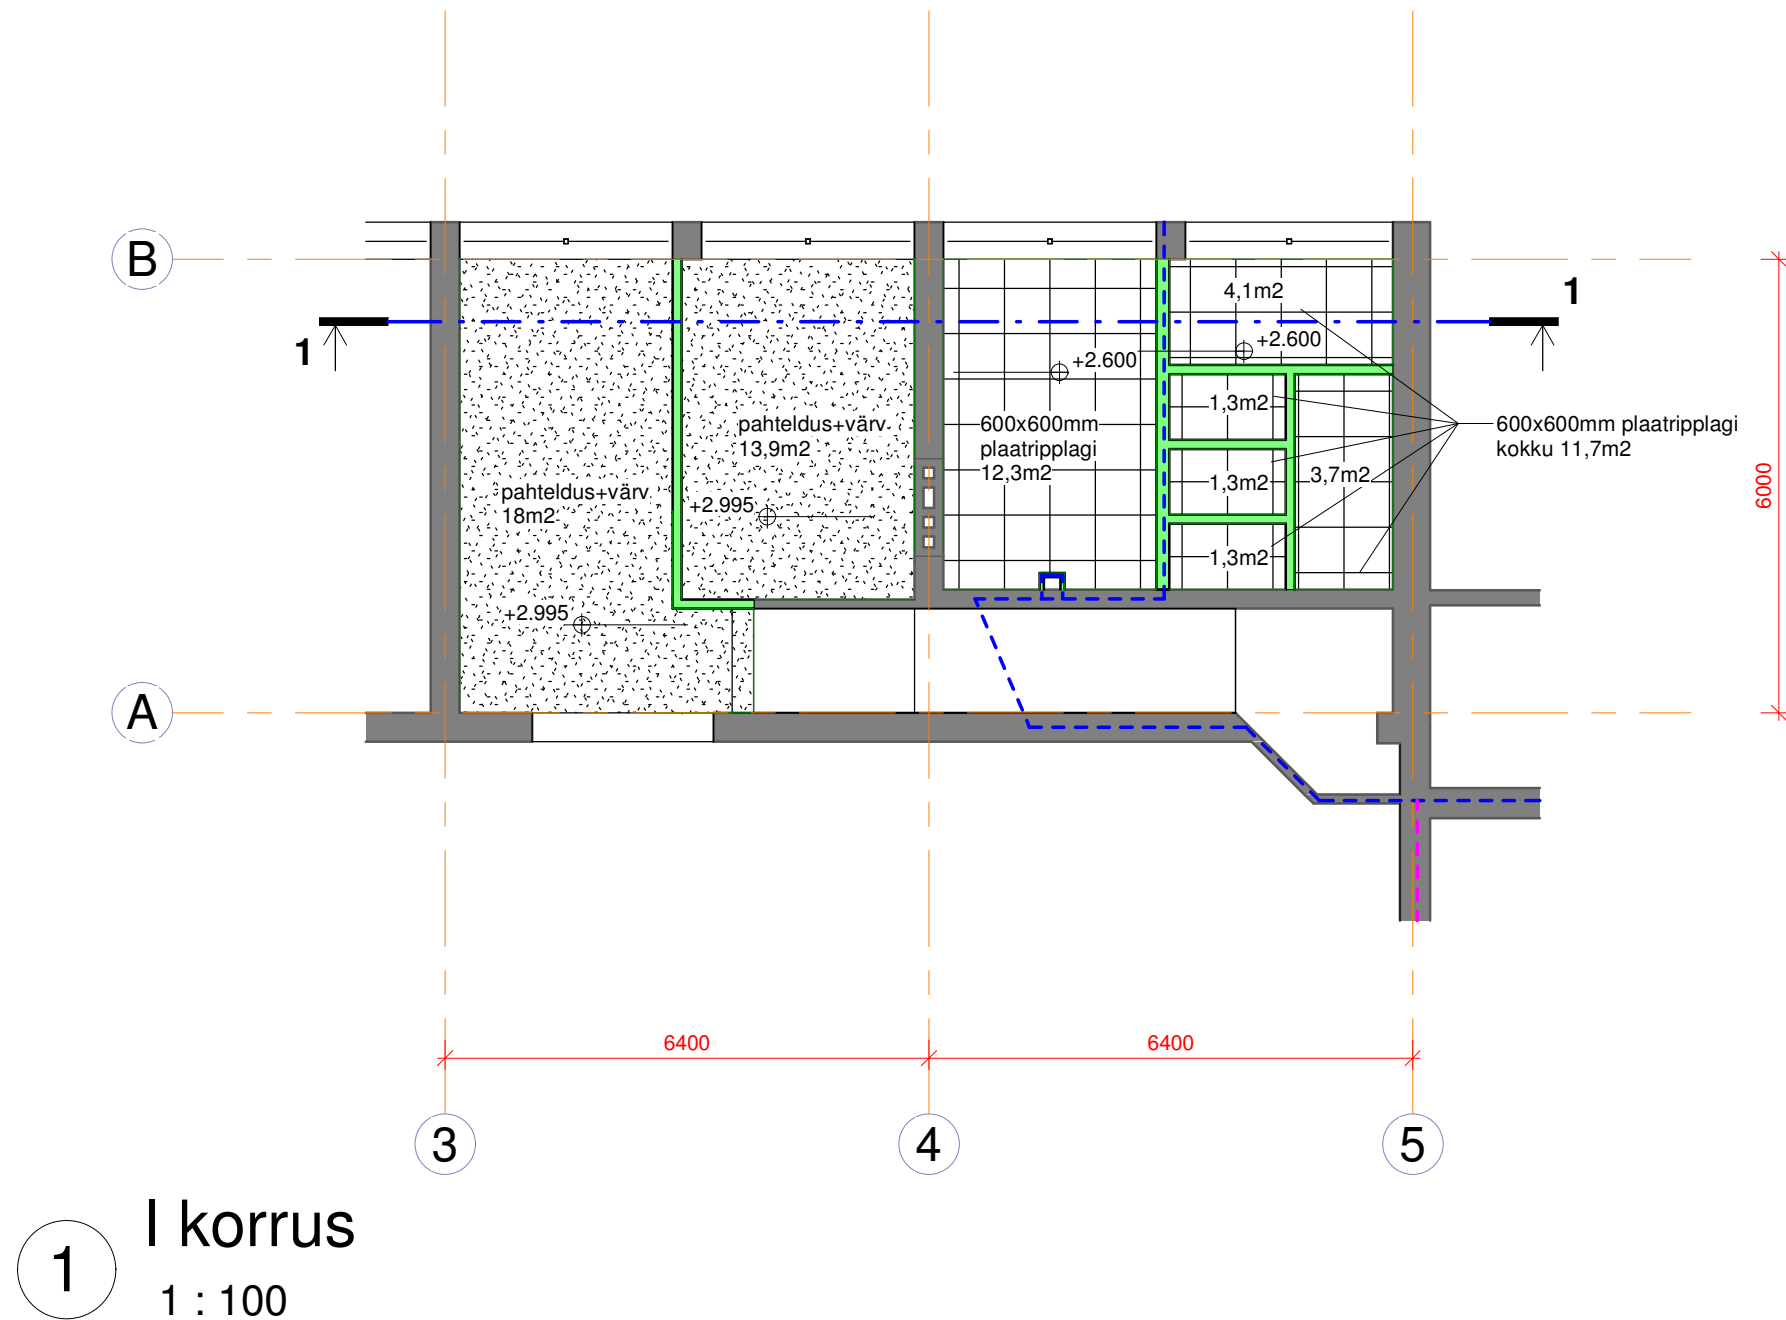 B
1
4,1m2
1
+2.600
+2.600
1,3m2
pahteldus+värv
13,9m2
600x600mm
plaatripplagi
12,3m2
600x600mm plaatripplagi
kokku 11,7m2
pahteldus+värv
18m2
+2.995
1,3m2
3,7m2
6000
1,3m2
+2.995
A
6400
6400
3
4
5
1
I korrus
1 : 100